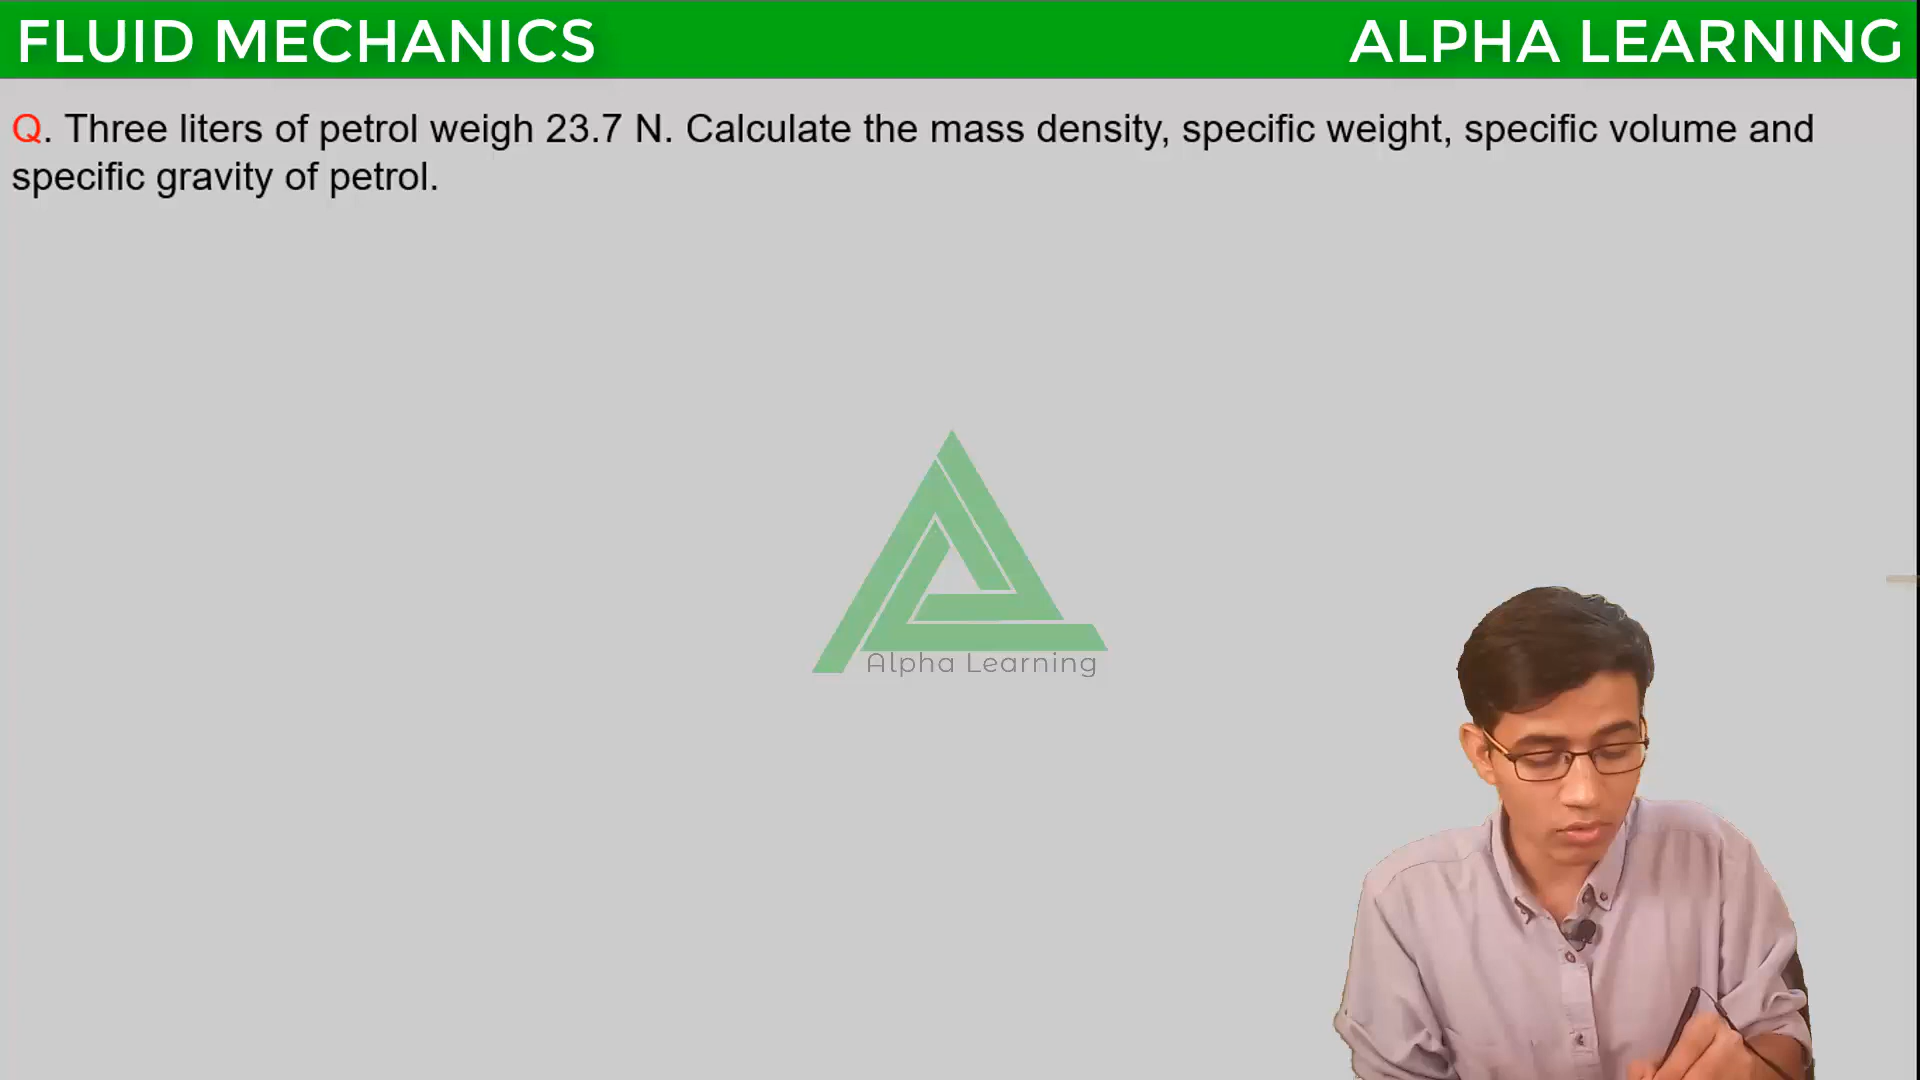 FLUID MECHANICS
ALPHA LEARNING
Q. Three liters of petrol weigh 23.7 N. Calculate the mass density, specific weight, specific volume and
specific gravity of petrol.
Alpha Learning